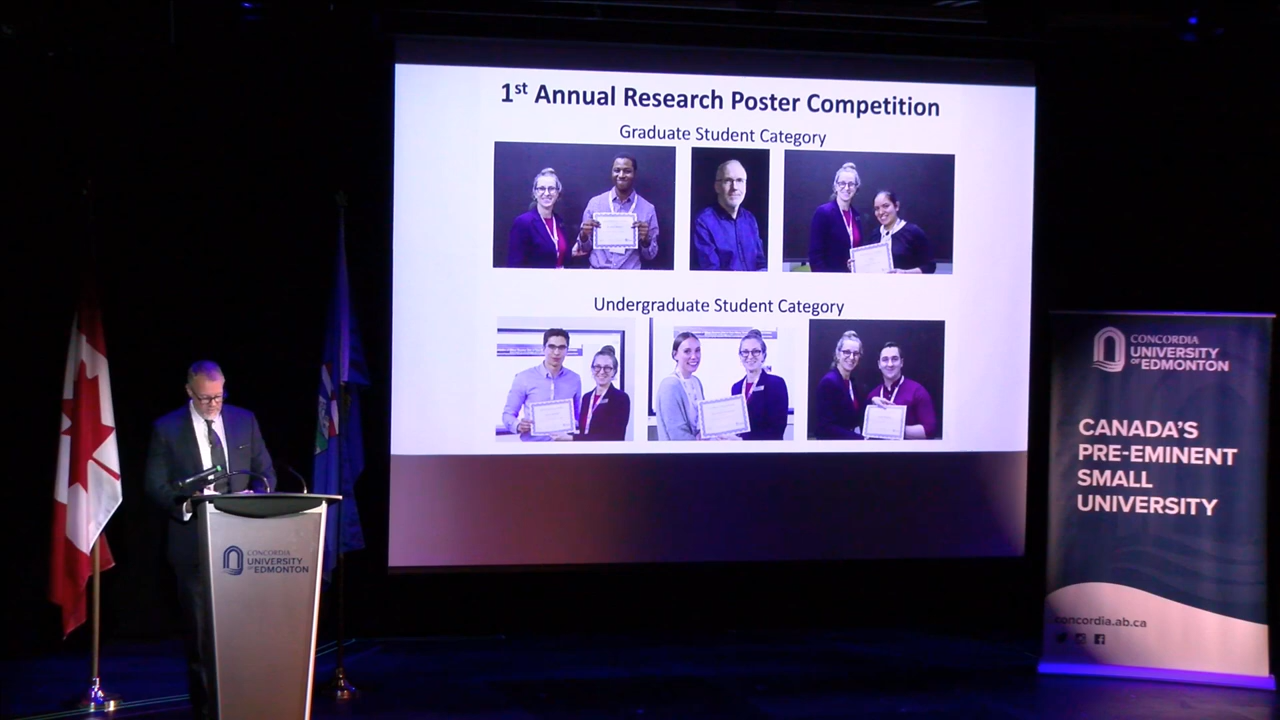 1st Annual Research Poster Competition
Graduate Student Category
Undergraduate Student Category
CONCORDIA
UNIVERSITY
OF EDMONTON
CANADA'S
PRE-EMINENT
SMALL
UNIVERSITY
concordia.ab.ca
CONCORDIA
UNIVERSITY
OF EDMONTON